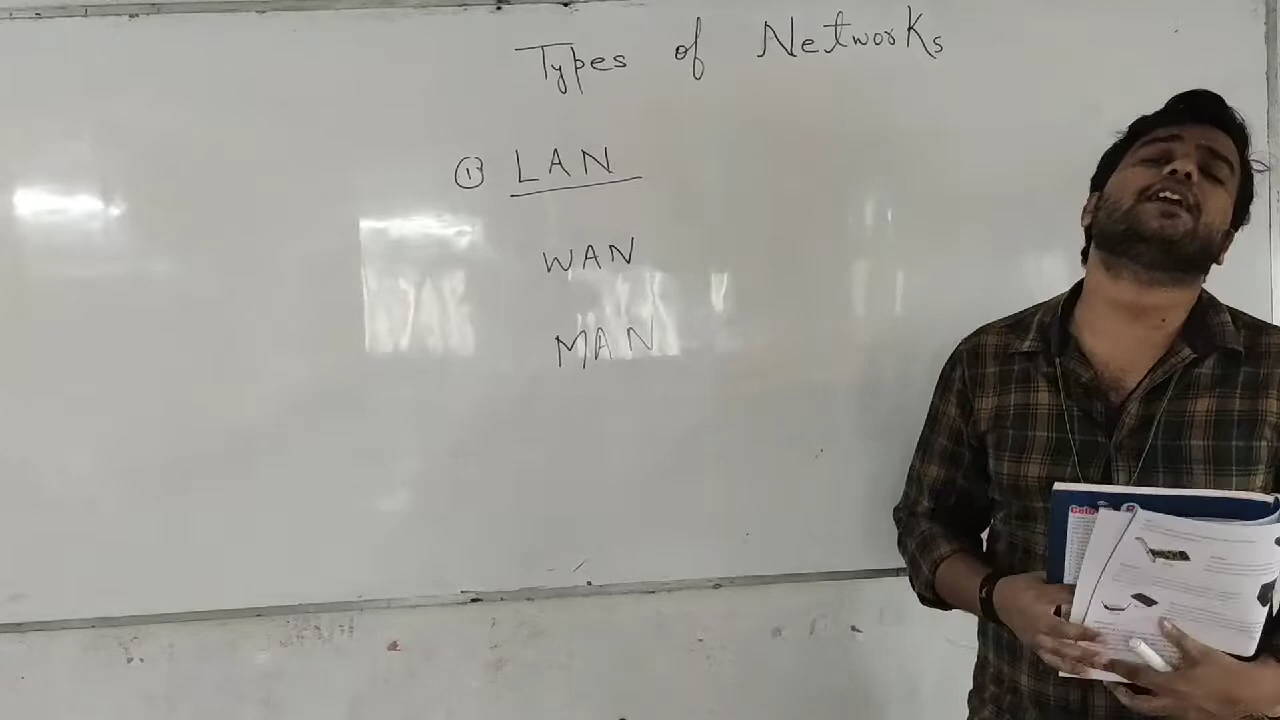 Types of Networks
① LAN
WAN
MAN